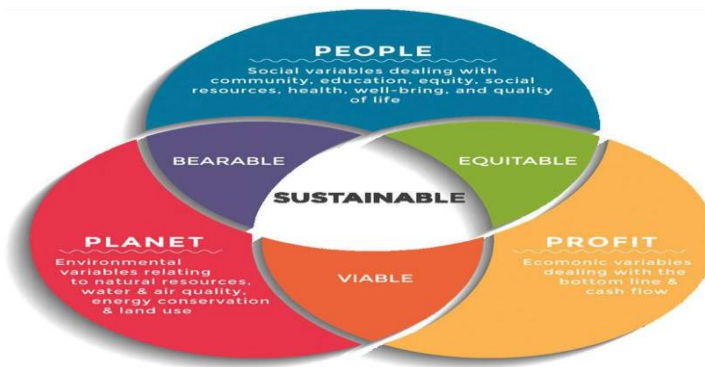 PEOPLE
Social variables dealing with
community, education, equity, social
resources, health, well-bring, and quality
of life
BEARABLE
EQUITABLE
SUSTAINABLE
PLANET
Environmental
variables relating
to natural resources,
water & air quality,
energy conservation
& land use
VIABLE
PROFIT
Ecomonic variables
dealing with the
bottom line &
cash flow